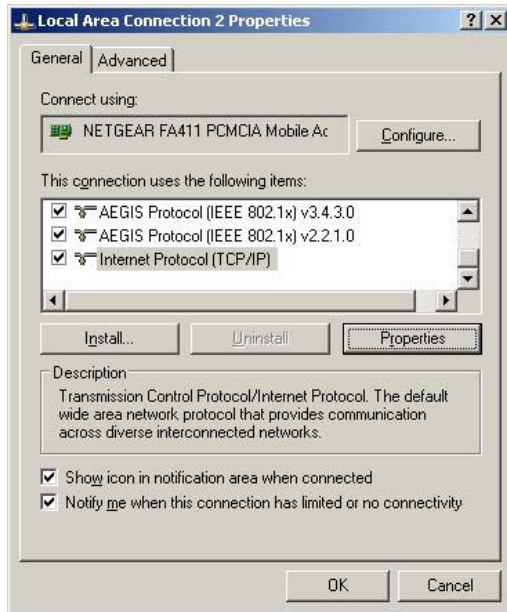 Local Area Connection 2 Properties
General Advanced
Connect using:
NETGEAR FA411 PCMCIA Mobile Ac
Configure...
This connection uses the following items:
AEGIS Protocol (IEEE 802.1x) v3.4.3.0
AEGIS Protocol (IEEE 802.1x) v2.2.1.0
Internet Protocol (TCP/IP)
Install... Uninstall Properties
Description
Transmission Control Protocol/Internet Protocol. The default
wide area network protocol that provides communication
across diverse interconnected networks.
Show icon in notification area when connected
Notify me when this connection has limited or no connectivity
OK Cancel